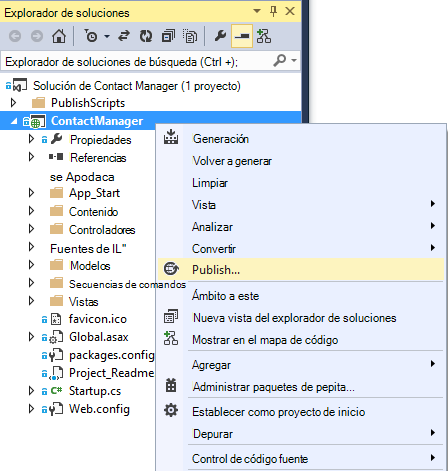 Explorador de soluciones
Explorador de soluciones de búsqueda (Ctrl +);
Solución de Contact Manager (1 proyecto)
PublishScripts
ContactManager
Propiedades
Referencias
se Apodaca
App_Start
Contenido
Controladores
Fuentes de IL"
Modelos
Secuencias de comandos
Vistas
favicon.ico
Global.asax
packages.config
Project_Readme
Startup.cs
Web.config
Generación
Volver a generar
Limpiar
Vista
Analizar
Convertir
Publish...
Ámbito a este
Nueva vista del explorador de soluciones
Mostrar en el mapa de código
Agregar
Administrar paquetes de pepita...
Establecer como proyecto de inicio
Depurar
Control de código fuente